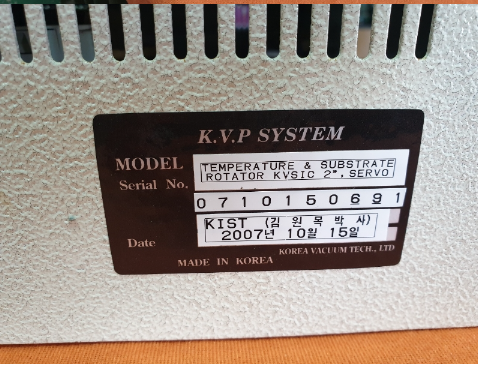 K.V.P SYSTEM
MODEL TEMPERATURE & SUBSTRATE
ROTATOR KVSIC 2", SERVO
Serial No. 0710150691
KIST (김 원 목 박 사)
Date 2007년 10월 15일
KOREA VACUUM TECH., LTD
MADE IN KOREA